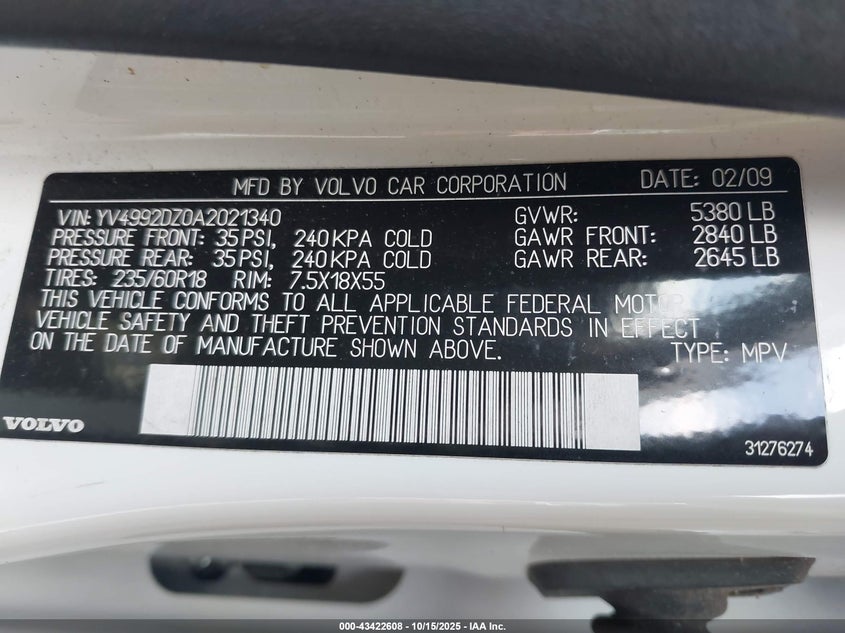 MFD BY VOLVO CAR CORPORATION DATE: 02/09
VIN: YV4992DZ0A2021340 GVWR: 5380 LB
PRESSURE FRONT: 35 PSI, 240 KPA COLD GAWR FRONT: 2840 LB
PRESSURE REAR: 35 PSI, 240 KPA COLD GAWR REAR: 2645 LB
TIRES: 235/60R18 RIM: 7.5X18X55
THIS VEHICLE CONFORMS TO ALL APPLICABLE FEDERAL MOTOR
VEHICLE SAFETY AND THEFT PREVENTION STANDARDS IN EFFECT
ON THE DATE OF MANUFACTURE SHOWN ABOVE. TYPE: MPV
VOLVO
31276274
000-43422608 - 10/15/2025 - IAA Inc.